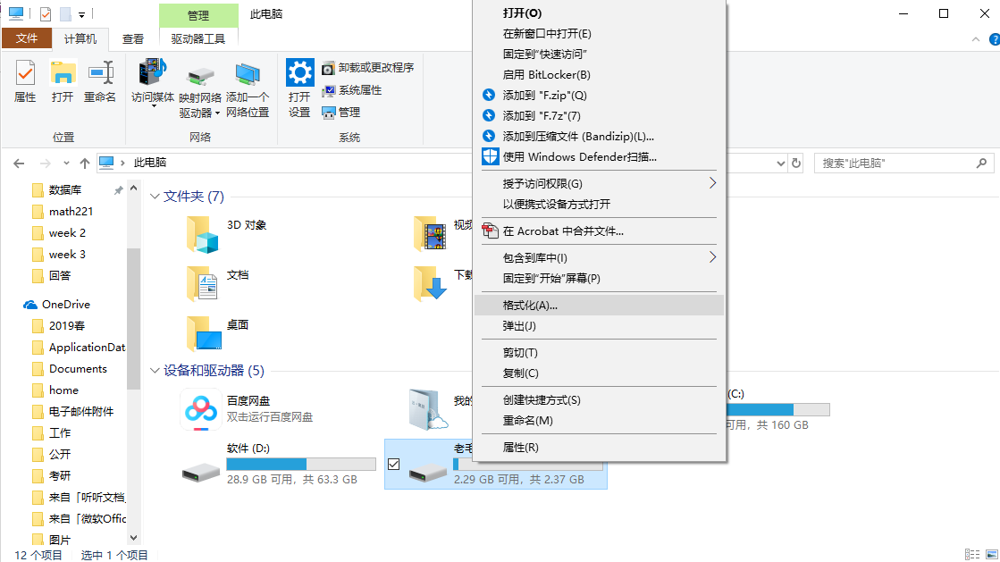 管理
此电脑
文件
计算机
查看
驱动器工具
属性
打开
重命名
位置
访问媒体
映射网络
驱动器
添加一个
网络位置
网络
打开
设置
卸载或更改程序
系统属性
管理
系统
此电脑
搜索"此电脑"
数据库
math221
week 2
week 3
回答
OneDrive
2019春
ApplicationData
Documents
home
电子邮件附件
工作
公开
考研
来自「听听文档
来自「微软Offic
图片
文件夹 (7)
3D 对象
视频
文档
下载
桌面
设备和驱动器 (5)
百度网盘
双击运行百度网盘
我的
(C:)
可用，共 160 GB
软件 (D:)
28.9 GB 可用，共 63.3 GB
老毛
2.29 GB 可用，共 2.37 GB
打开(O)
在新窗口中打开(E)
固定到"快速访问"
启用 BitLocker(B)
添加到 "F.zip"(Q)
添加到 "F.7z"(7)
添加到压缩文件 (Bandizip)(L)...
使用 Windows Defender扫描...
授予访问权限(G)
以便携式设备方式打开
在 Acrobat 中合并文件...
包含到库中(I)
固定到"开始"屏幕(P)
格式化(A)...
弹出(J)
剪切(T)
复制(C)
创建快捷方式(S)
重命名(M)
属性(R)
12 个项目
选中 1 个项目